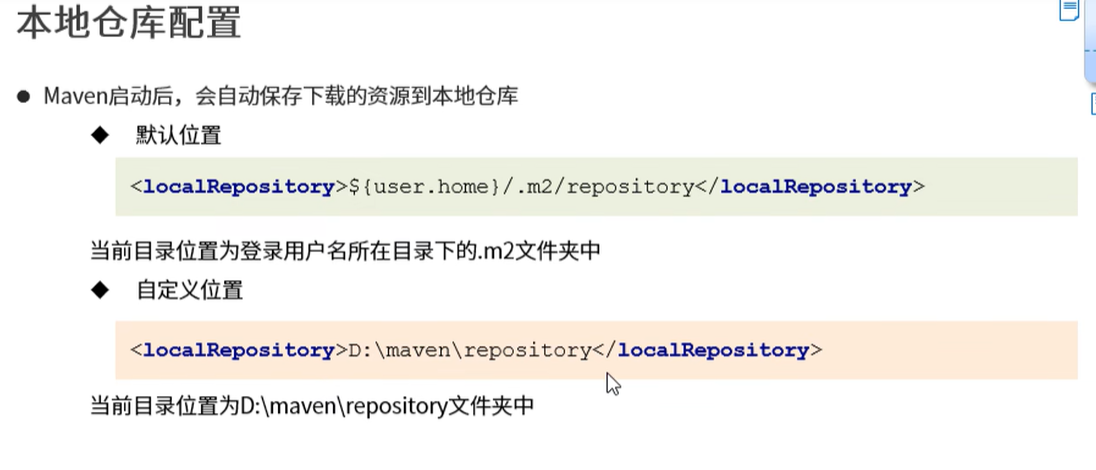 本地仓库配置
● Maven启动后，会自动保存下载的资源到本地仓库
◆ 默认位置
<localRepository>${user.home}/.m2/repository</localRepository>
当前目录位置为登录用户名所在目录下的.m2文件夹中
◆ 自定义位置
<localRepository>D:\maven\repository</localRepository>
当前目录位置为D:\maven\repository文件夹中